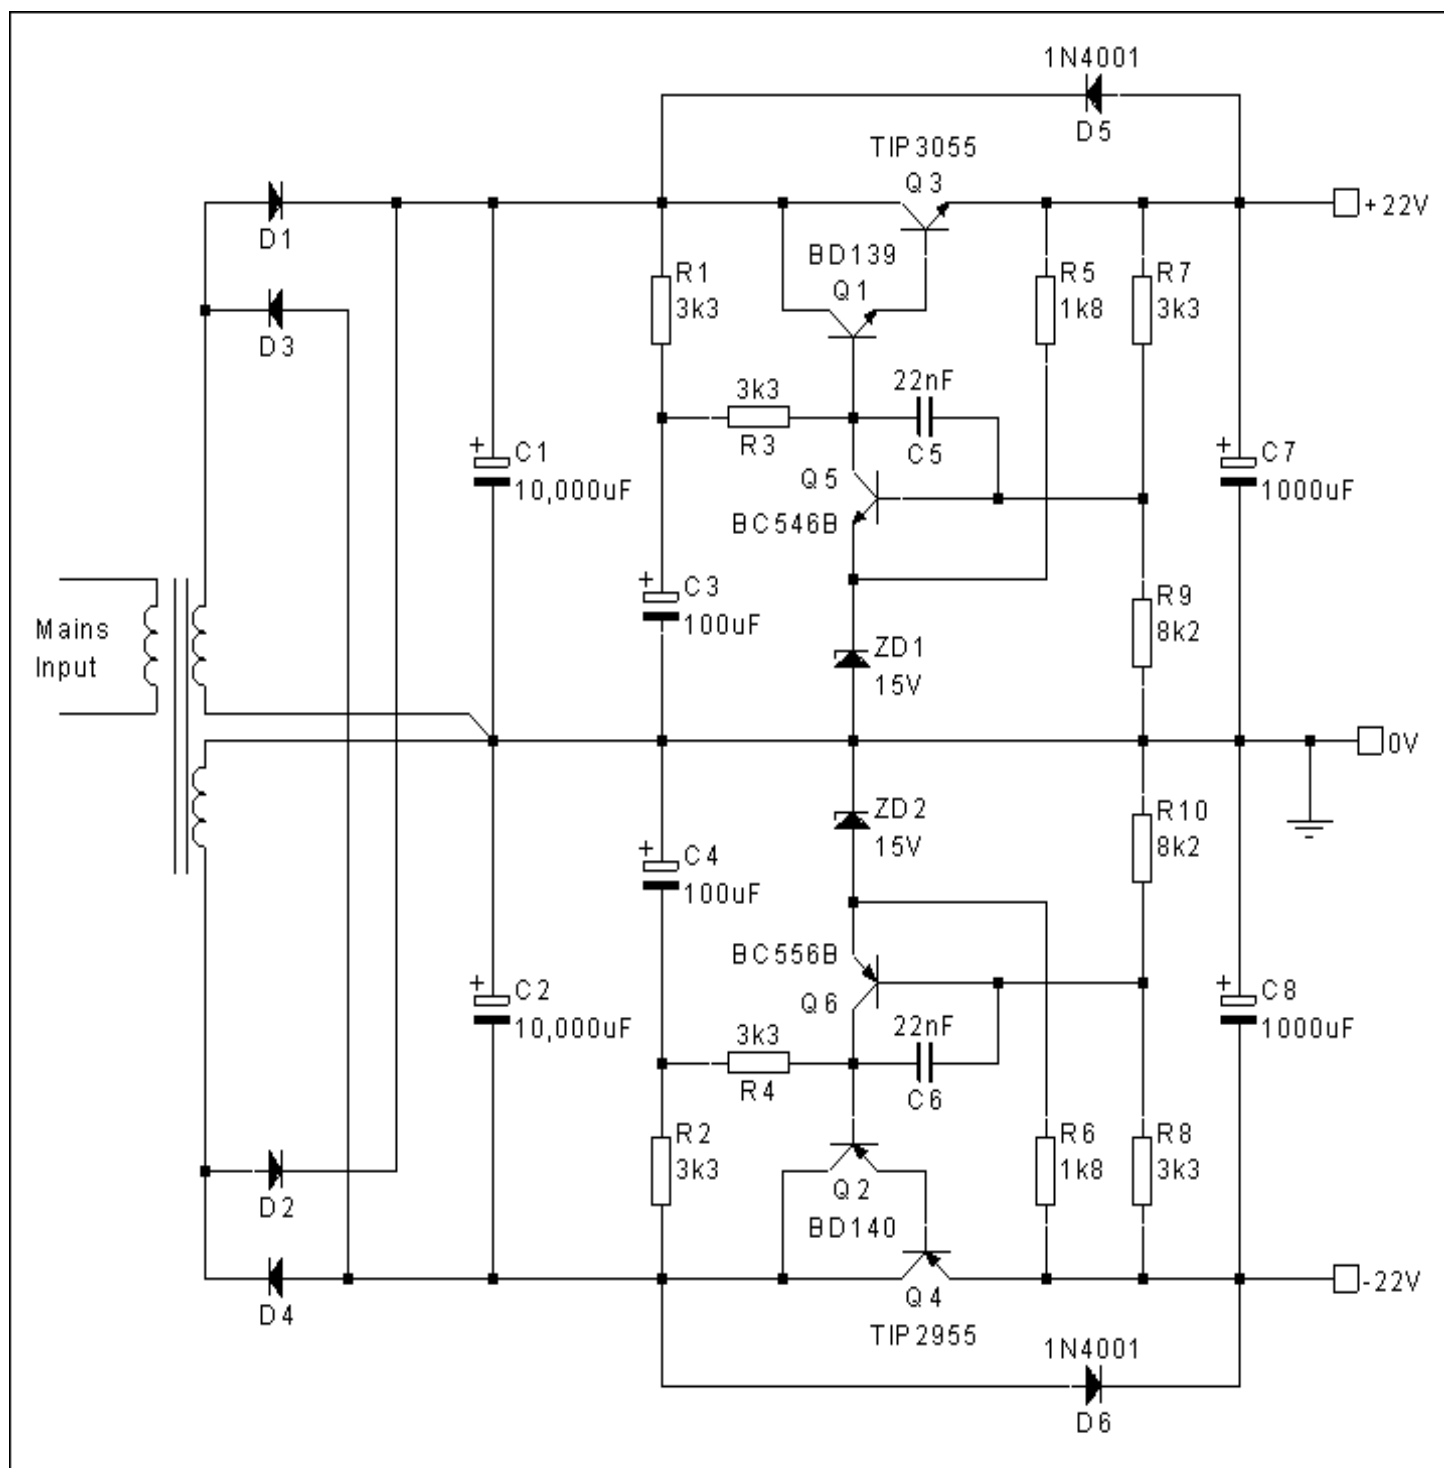 1N4001
D5
TIP3055
Q3
D1
+22V
BD139
Q1
R1
3k3
R5
1k8
R7
3k3
D3
3k3
R3
22nF
C5
C1
10,000uF
Q5
BC546B
C7
1000uF
C3
100uF
R9
8k2
Mains
Input
ZD1
15V
0V
ZD2
15V
R10
8k2
C4
100uF
BC556B
Q6
C2
10,000uF
22nF
C6
C8
1000uF
3k3
R4
R2
3k3
R6
1k8
R8
3k3
Q2
BD140
D2
D4
Q4
TIP2955
-22V
1N4001
D6